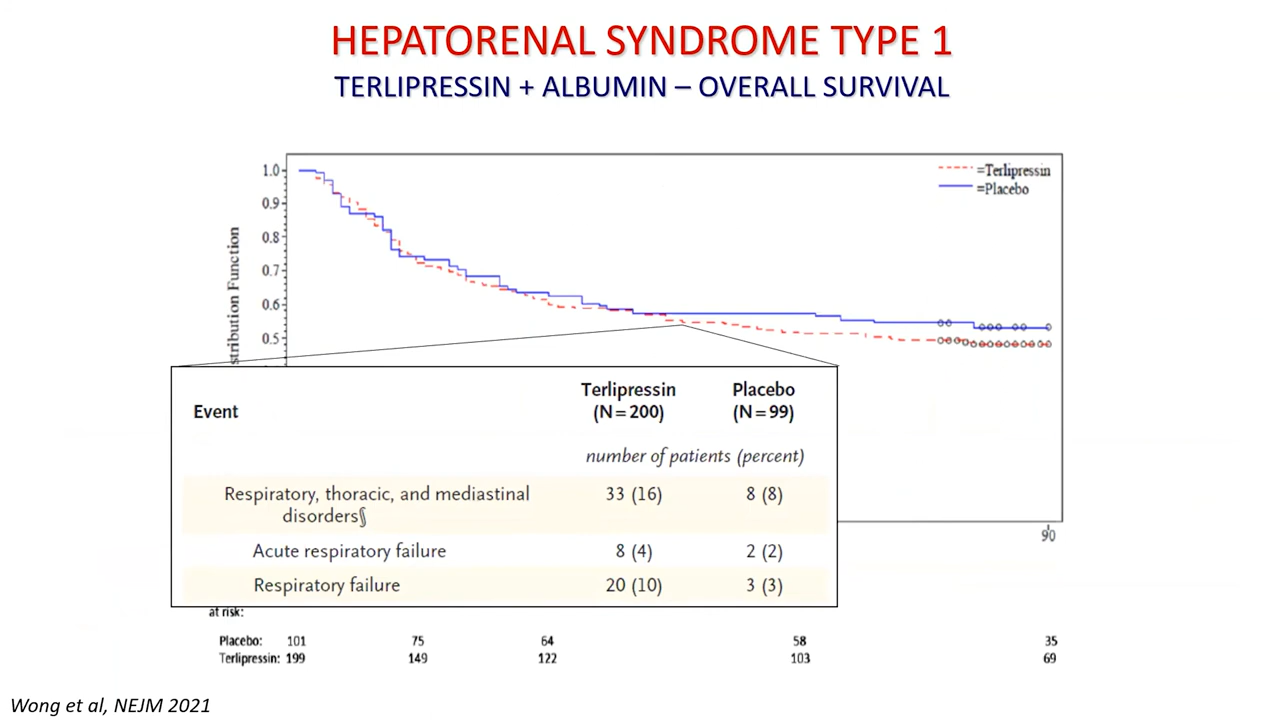 HEPATORENAL SYNDROME TYPE 1
TERLIPRESSIN + ALBUMIN – OVERALL SURVIVAL
=Terlipressin
=Placebo
1.0
0.9
0.8
0.7
0.6
0.5
stribution Function
90
Event
Terlipressin
(N=200)
Placebo
(N=99)
number of patients (percent)
Respiratory, thoracic, and mediastinal
disorders§
33 (16)
8 (8)
Acute respiratory failure
8 (4)
2 (2)
Respiratory failure
20 (10)
3 (3)
at risk:
Placebo: 101 75 64 58 35
Terlipressin: 199 149 122 103 69
Wong et al, NEJM 2021